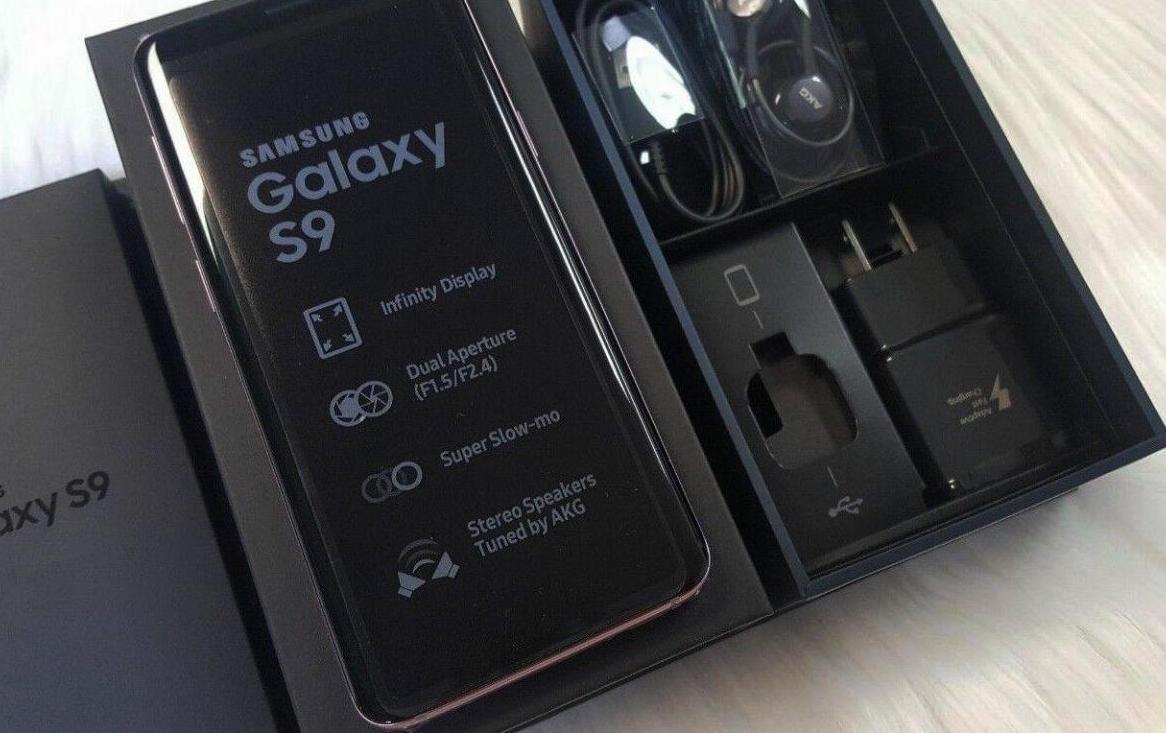 SAMSUNG
Galaxy
S9
Infinity Display
Dual Aperture
(F1.5/F2.4)
Super Slow-mo
Stereo Speakers
Tuned by AKG
S9
AKG
Adaptive
Fast
Charging